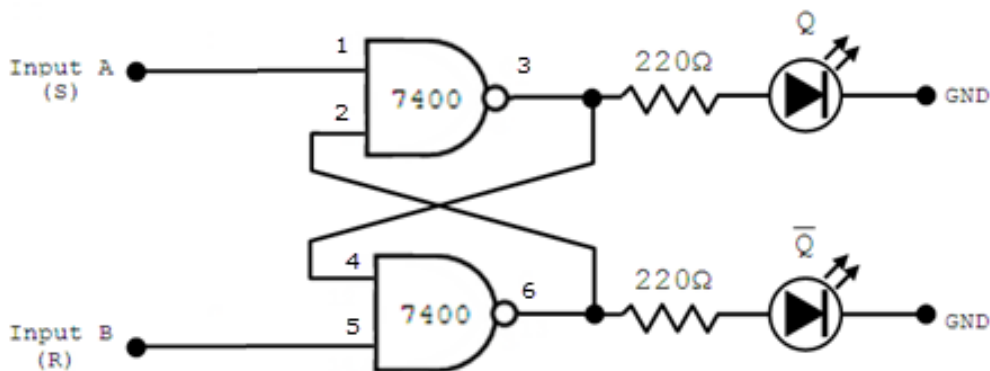 Input A
(S)
1
2
7400
3
220Ω
Q
GND
Input B
(R)
4
5
7400
6
220Ω
Q̅
GND